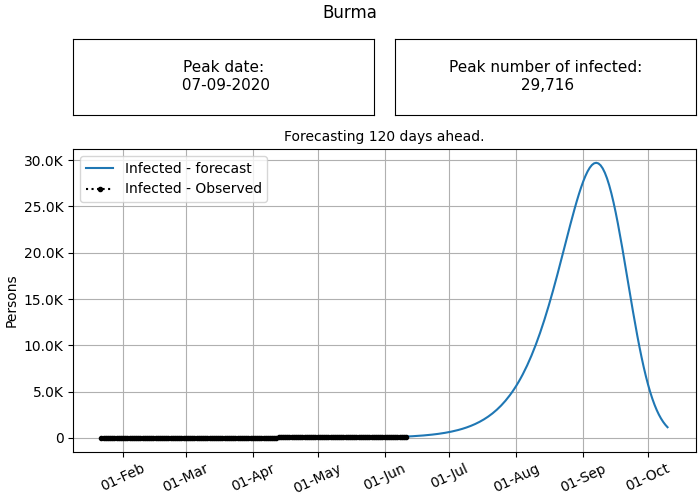 Burma
Peak date:
07-09-2020
Peak number of infected:
29,716
Forecasting 120 days ahead.
Infected - forecast
Infected - Observed
30.0K
25.0K
20.0K
15.0K
10.0K
5.0K
0
Persons
01-Feb
01-Mar
01-Apr
01-May
01-Jun
01-Jul
01-Aug
01-Sep
01-Oct